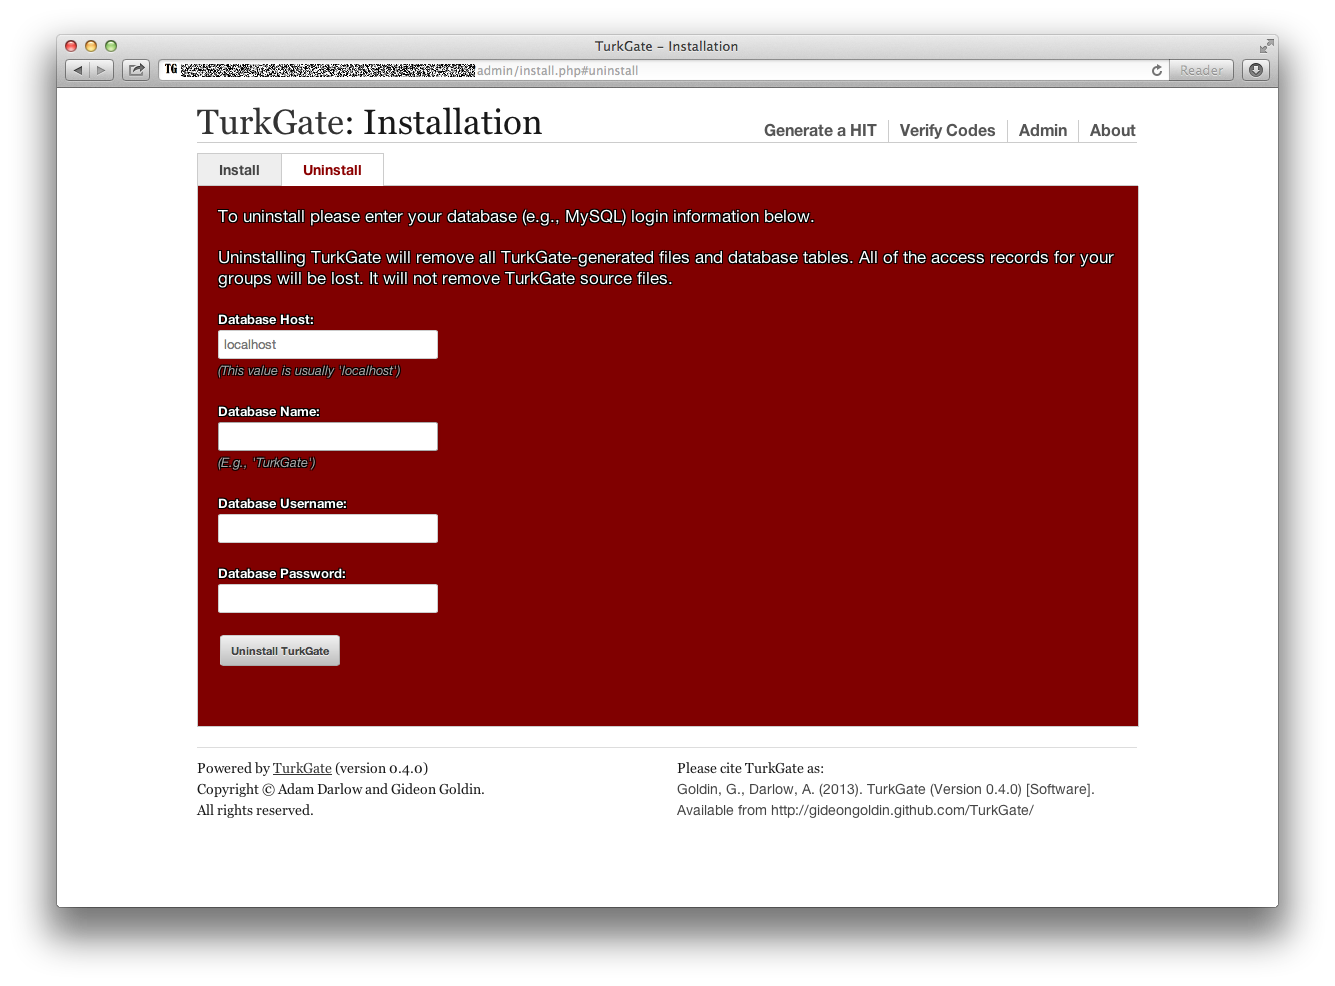 TurkGate – Installation
TG
admin/install.php#uninstall
Reader
TurkGate: Installation
Generate a HIT
Verify Codes
Admin
About
Install
Uninstall
To uninstall please enter your database (e.g., MySQL) login information below.
Uninstalling TurkGate will remove all TurkGate-generated files and database tables. All of the access records for your
groups will be lost. It will not remove TurkGate source files.
Database Host:
localhost
(This value is usually 'localhost')
Database Name:
(E.g., 'TurkGate')
Database Username:
Database Password:
Uninstall TurkGate
Powered by TurkGate (version 0.4.0)
Copyright © Adam Darlow and Gideon Goldin.
All rights reserved.
Please cite TurkGate as:
Goldin, G., Darlow, A. (2013). TurkGate (Version 0.4.0) [Software].
Available from http://gideongoldin.github.com/TurkGate/